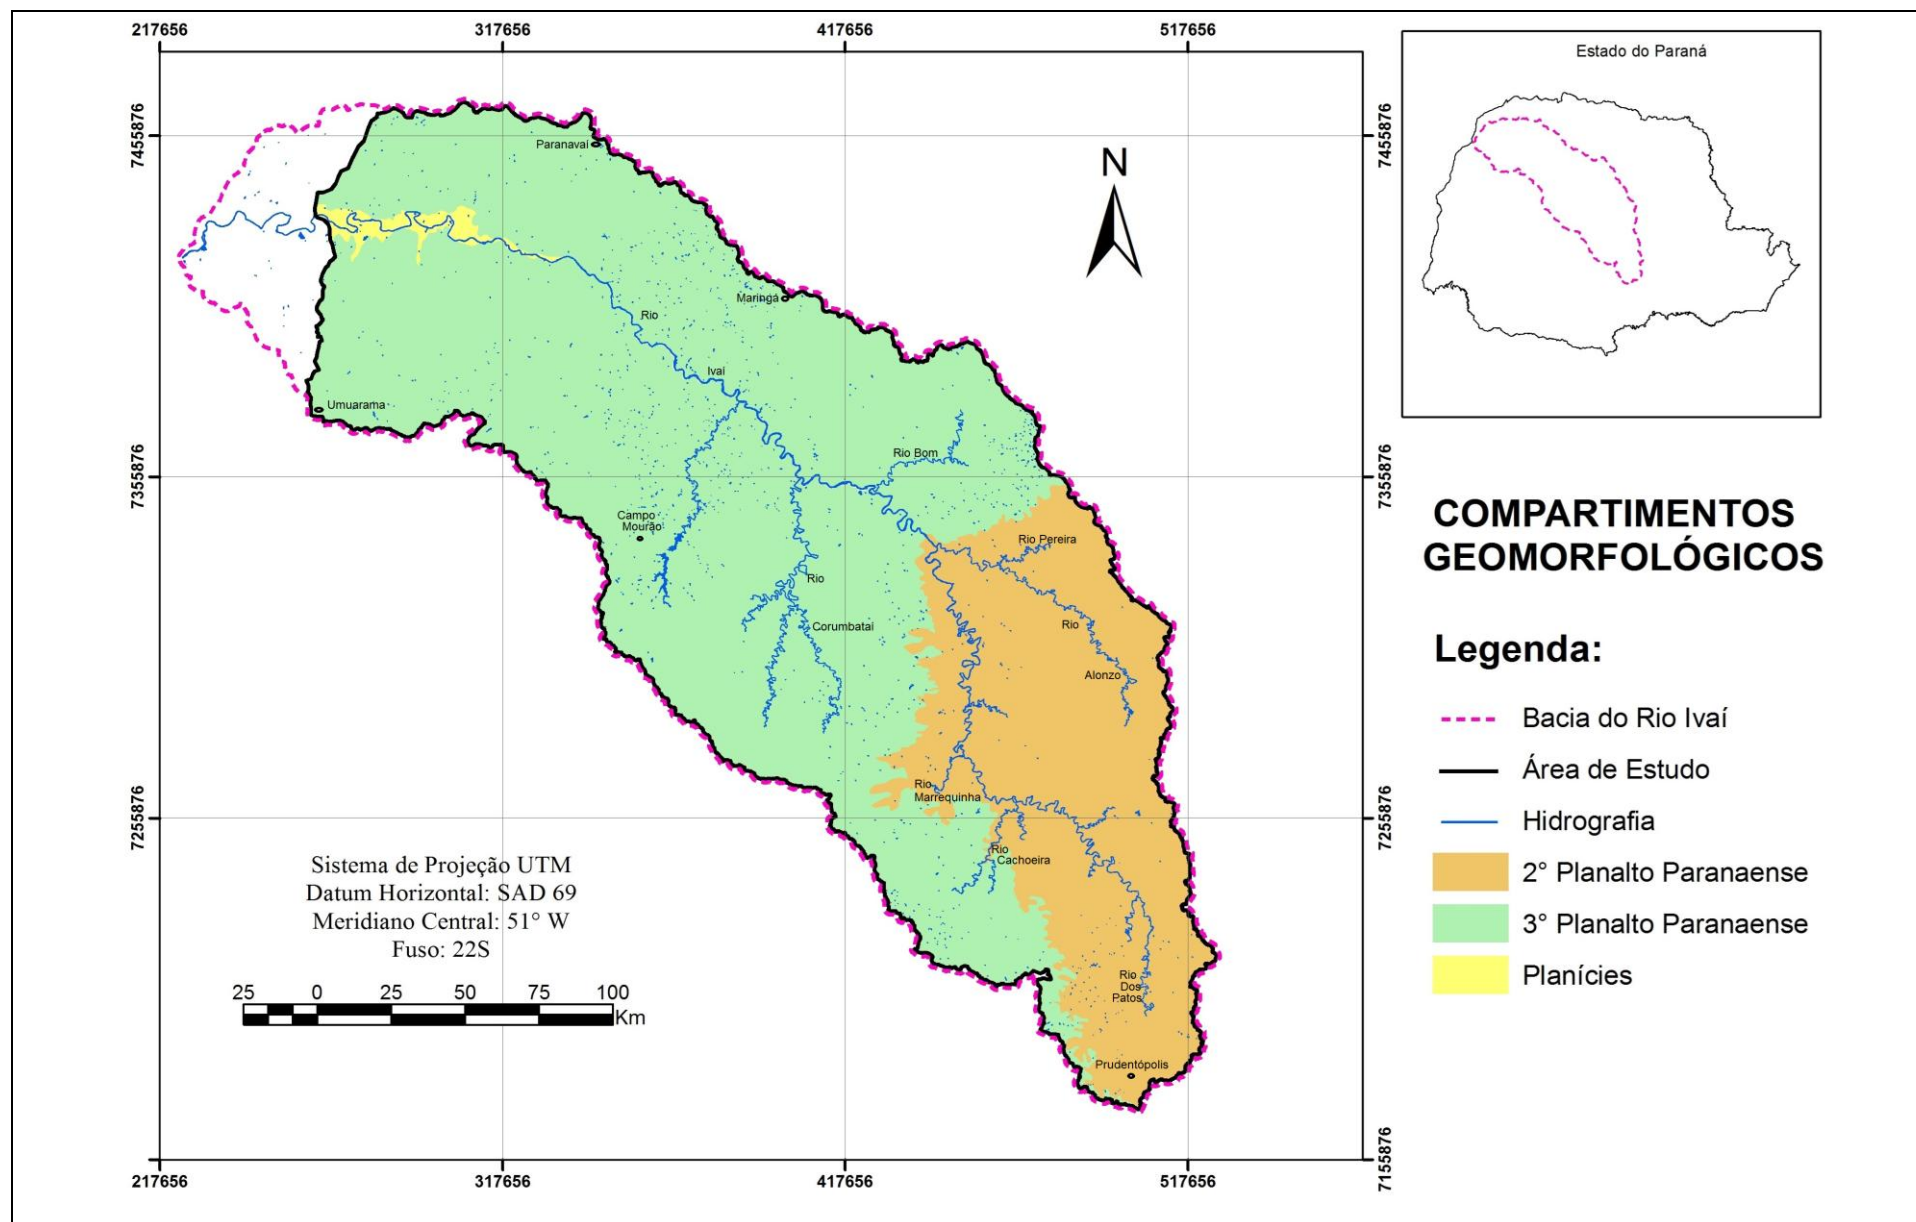 217656
317656
417656
517656
Estado do Paraná
7455876
7455876
Paranavaí
N
Maringá
Rio
Ivaí
Umuarama
Rio Bom
7355876
7355876
COMPARTIMENTOS
GEOMORFOLÓGICOS
Campo
Mourão
Rio Pereira
Rio
Corumbataí
Rio
Alonzo
Legenda:
Bacia do Rio Ivaí
Área de Estudo
Hidrografia
2° Planalto Paranaense
3° Planalto Paranaense
Planícies
Rio
Marrequinha
7255876
7255876
Rio
Cachoeira
Sistema de Projeção UTM
Datum Horizontal: SAD 69
Meridiano Central: 51° W
Fuso: 22S
25 0 25 50 75 100
Km
Rio
Dos
Patos
Prudentópolis
7155876
217656
317656
417656
517656